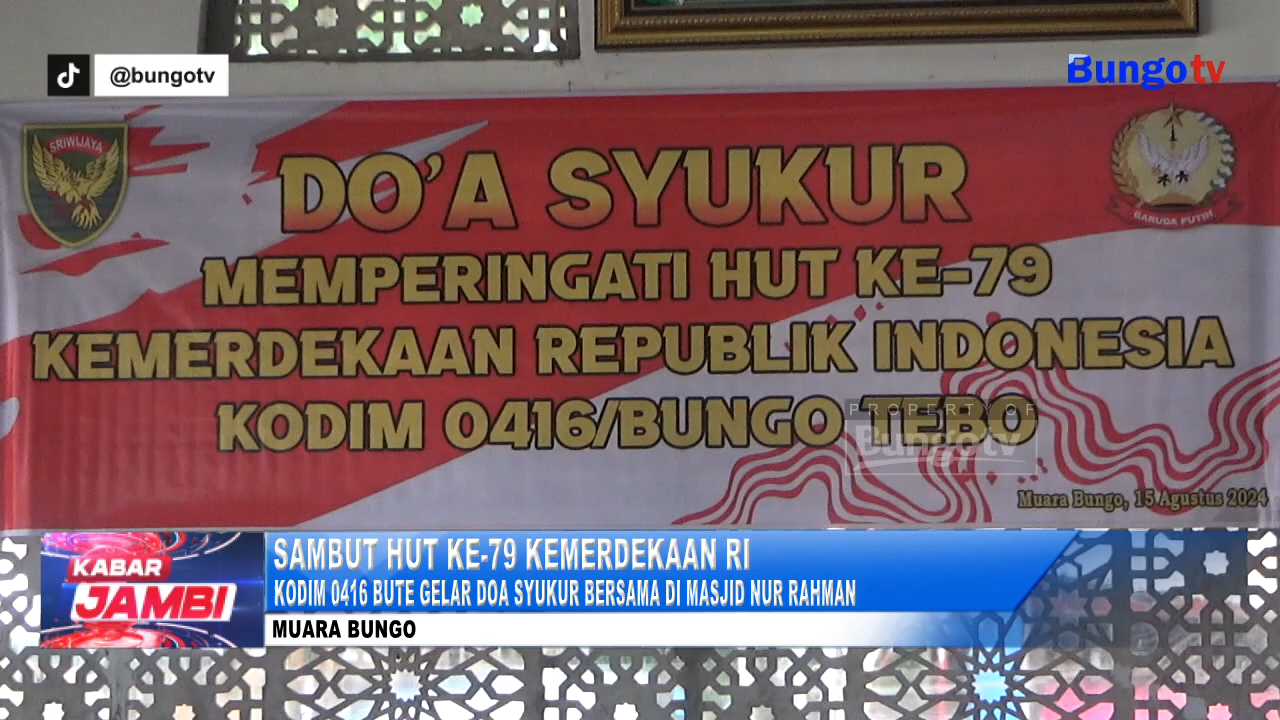 @bungotv
Bungotv
SRIWIJAYA
GARUDA PUTIH
DO'A SYUKUR
MEMPERINGATI HUT KE-79
KEMERDEKAAN REPUBLIK INDONESIA
KODIM 0416/BUNGO TEBO
PROPERTY OF
Bungotv
Muara Bungo, 15 Agustus 2024
KABAR
JAMBI
SAMBUT HUT KE-79 KEMERDEKAAN RI
KODIM 0416 BUTE GELAR DOA SYUKUR BERSAMA DI MASJID NUR RAHMAN
MUARA BUNGO